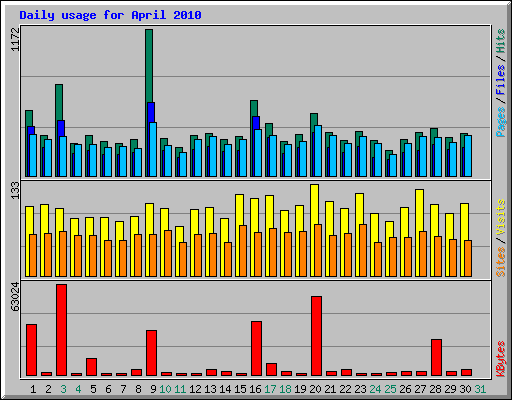 Daily usage for April 2010
1172
Pages / Files / Hits
133
Sites / Visits
63024
KBytes
1 2 3 4 5 6 7 8 9 10 11 12 13 14 15 16 17 18 19 20 21 22 23 24 25 26 27 28 29 30 31